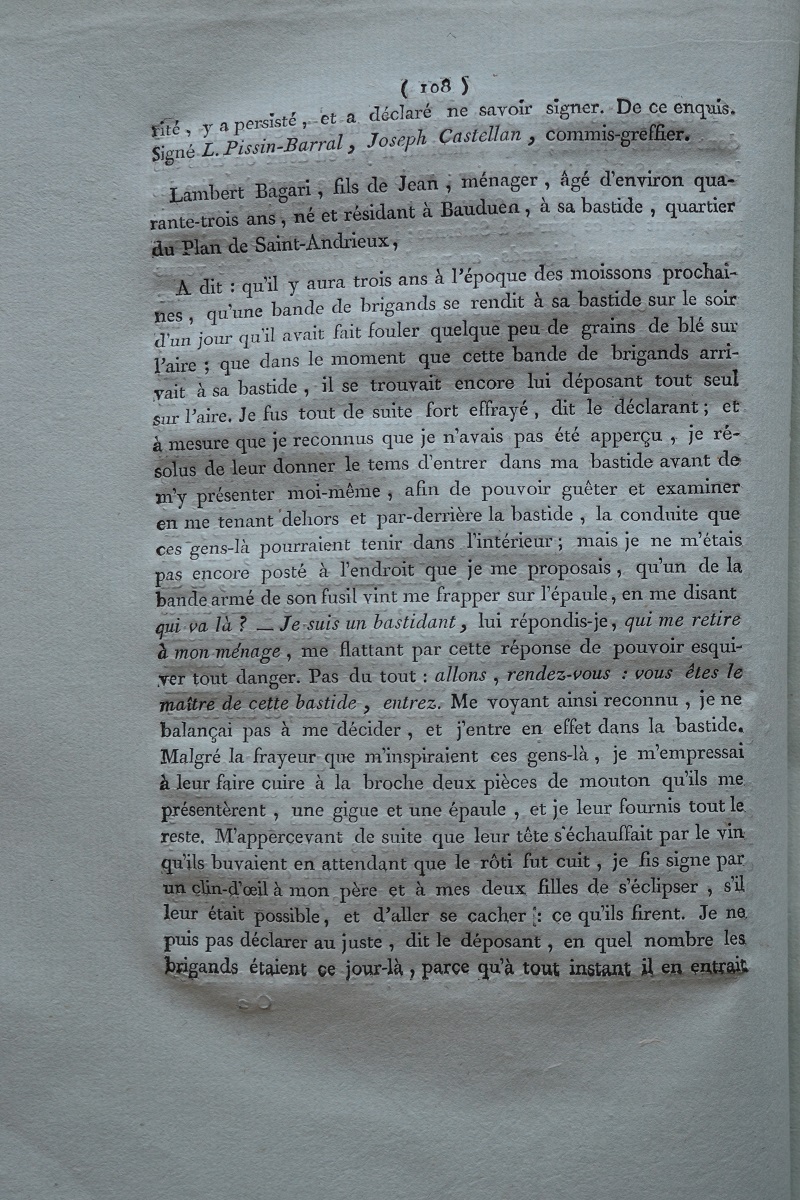 ( 108 )
rité, y a persisté, et a déclaré ne savoir signer. De ce enquis.
Signé L. Pissin-Barral, Joseph Castellan, commis-greffier.
Lambert Bagari, fils de Jean, ménager, âgé d'environ qua-
rante-trois ans, né et résidant à Bauduen, à sa bastide, quartier
du Plan de Saint-Andrieux,
A dit : qu'il y aura trois ans à l'époque des moissons prochai-
nes, qu'une bande de brigands se rendit à sa bastide sur le soir
d'un jour qu'il avait fait fouler quelque peu de grains de blé sur
l'aire ; que dans le moment que cette bande de brigands arri-
vait à sa bastide, il se trouvait encore lui déposant tout seul
sur l'aire. Je fus tout de suite fort effrayé, dit le déclarant ; et
à mesure que je reconnus que je n'avais pas été apperçu, je ré-
solus de leur donner le tems d'entrer dans ma bastide avant de
m'y présenter moi-même, afin de pouvoir guêter et examiner
en me tenant dehors et par-derrière la bastide, la conduite que
ces gens-là pourraient tenir dans l'intérieur ; mais je ne m'étais
pas encore posté à l'endroit que je me proposais, qu'un de la
bande armé de son fusil vint me frapper sur l'épaule, en me disant
qui va là ? — Je suis un bastidant, lui répondis-je, qui me retire
à mon ménage, me flattant par cette réponse de pouvoir esqui-
ver tout danger. Pas du tout : allons, rendez-vous : vous êtes le
maître de cette bastide, entrez. Me voyant ainsi reconnu, je ne
balançai pas à me décider, et j'entre en effet dans la bastide.
Malgré la frayeur que m'inspiraient ces gens-là, je m'empressai
à leur faire cuire à la broche deux pièces de mouton qu'ils me
présentèrent, une gigue et une épaule, et je leur fournis tout le
reste. M'appercevant de suite que leur tête s'échauffait par le vin
qu'ils buvaient en attendant que le rôti fut cuit, je fis signe par
un clin-d'œil à mon père et à mes deux filles de s'éclipser, s'il
leur était possible, et d'aller se cacher : ce qu'ils firent. Je ne
puis pas déclarer au juste, dit le déposant, en quel nombre les
brigands étaient ce jour-là, parce qu'à tout instant il en entrait